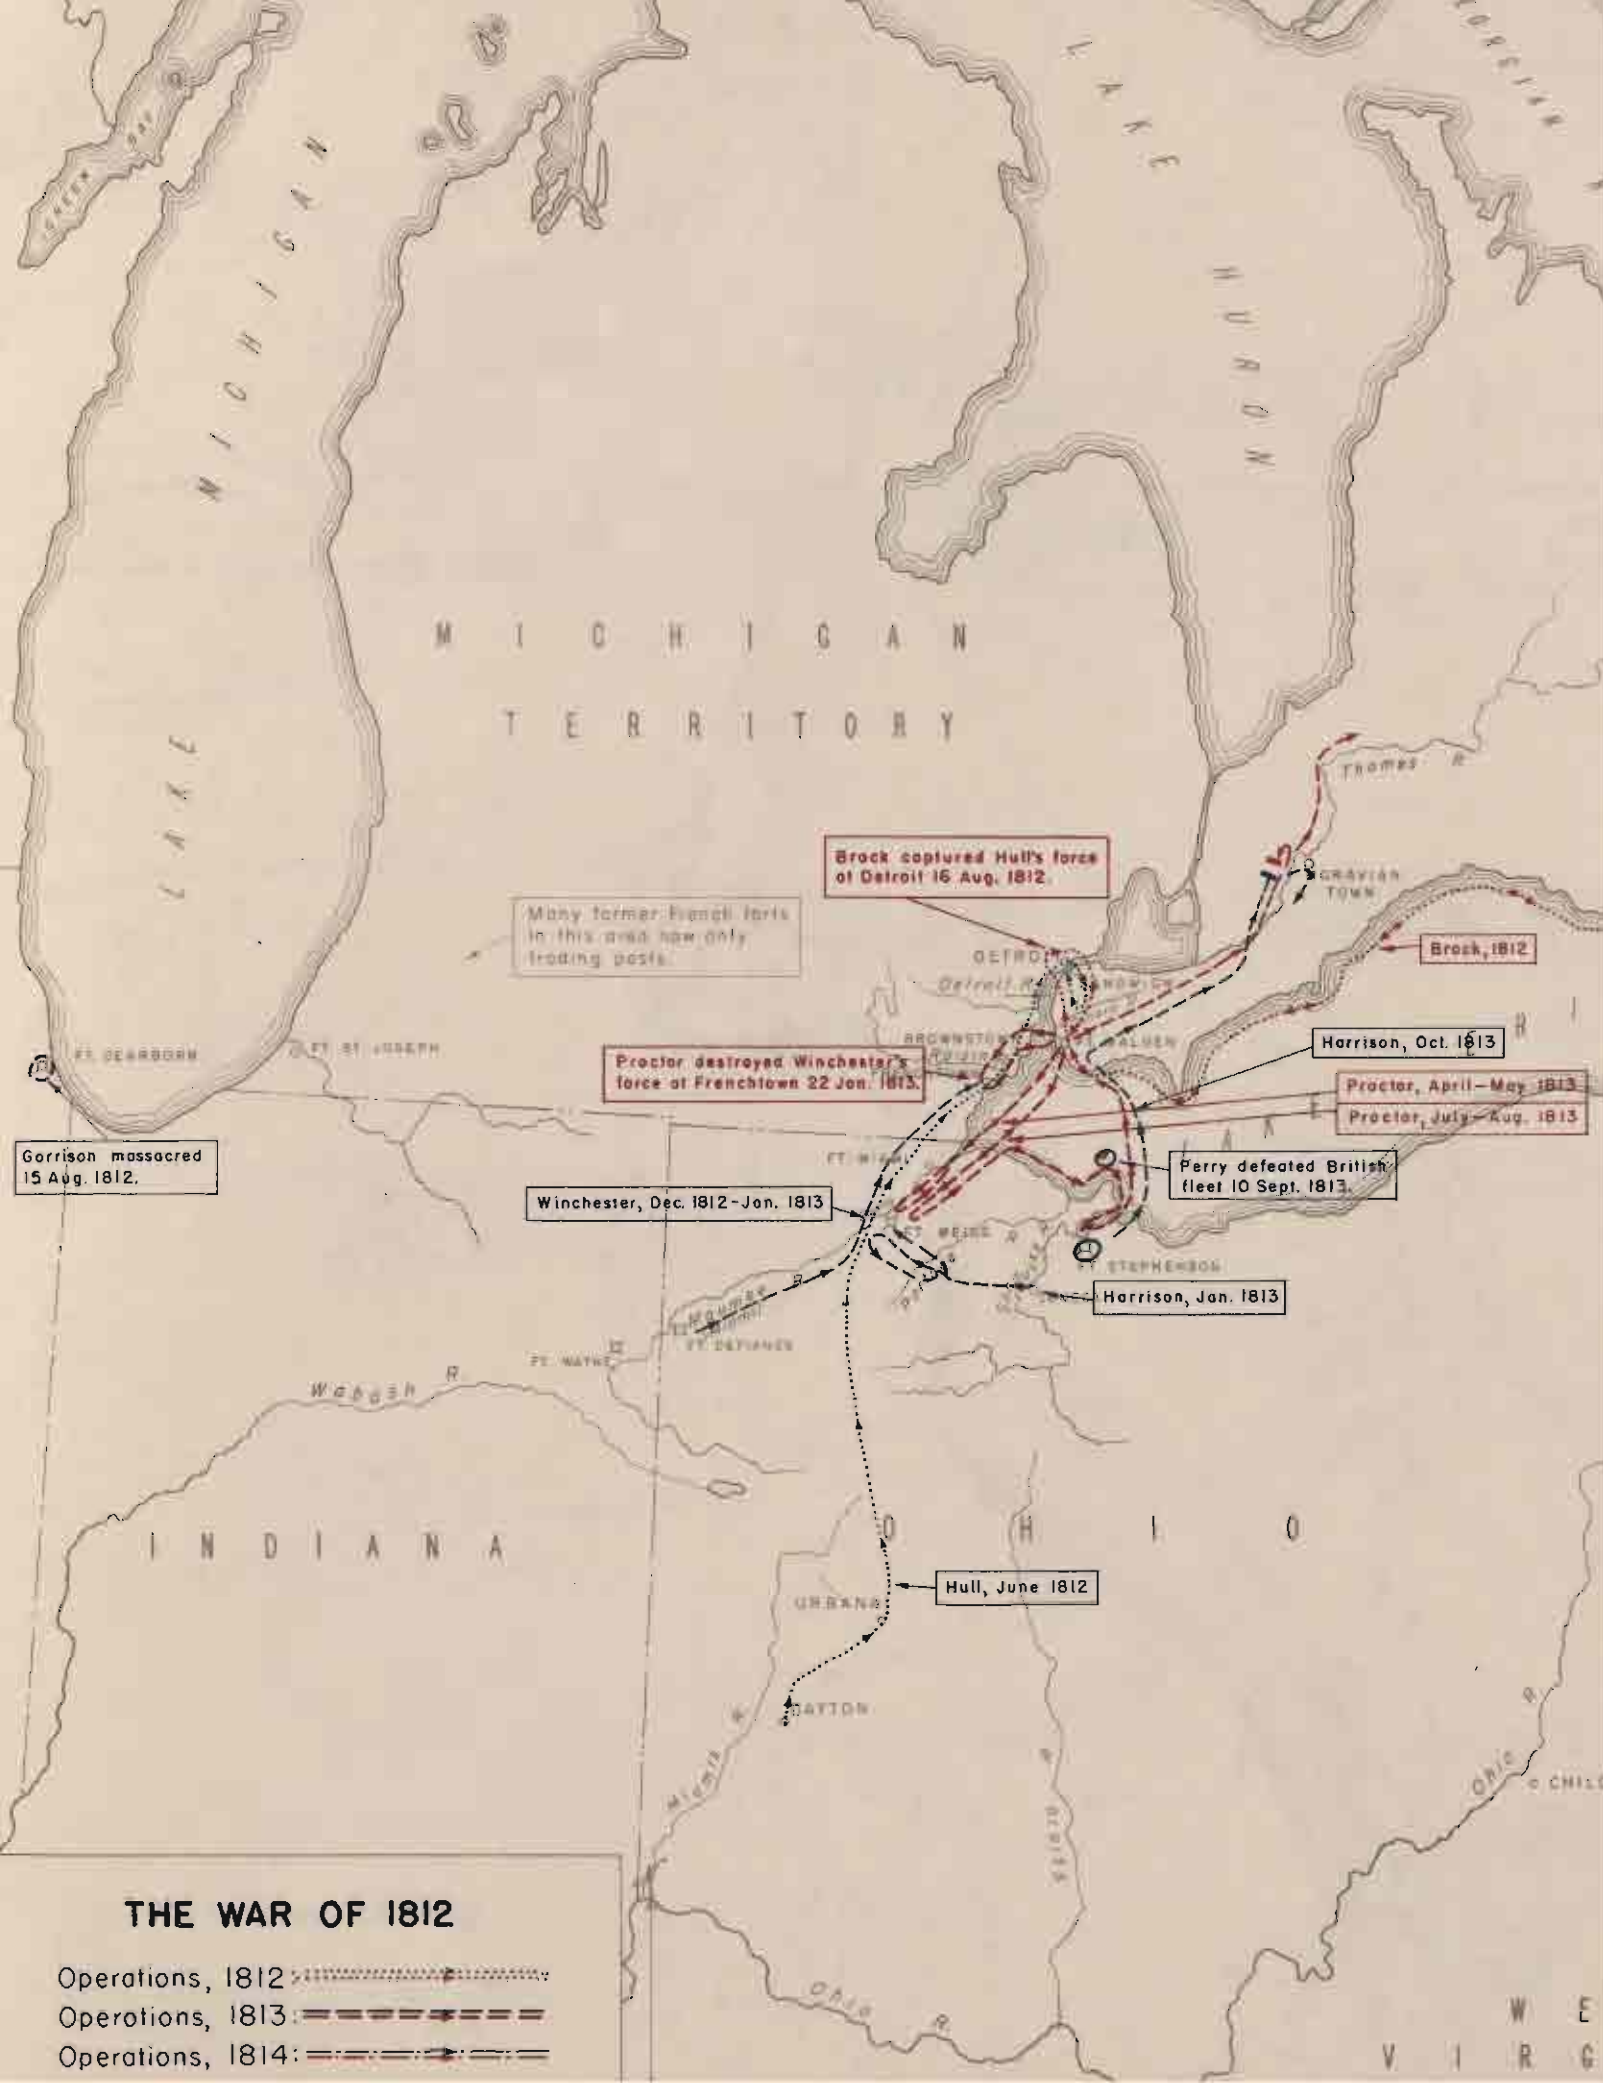 GREEN BAY
LAKE MICHIGAN
LAKE HURON
MICHIGAN
TERRITORY
Thames R
Brock captured Hull's force
at Detroit 16 Aug. 1812.
Many former French forts
in this area now only
trading posts.
TOWN
Brock, 1812
Detroit R
FT. DEARBORN
FT. ST. JOSEPH
BROWNSTOWN
Proctor destroyed Winchester's
force at Frenchtown 22 Jan. 1813.
Harrison, Oct. 1813
Proctor, April-May 1813
Proctor, July-Aug. 1813
Garrison massacred
15 Aug. 1812.
FT. MIAMI
Perry defeated British
fleet 10 Sept. 1813.
Winchester, Dec. 1812-Jan. 1813
FT. MEIGS
FT. STEPHENSON
Harrison, Jan. 1813
Maumee R
FT. DEFIANCE
FT. WAYNE
Wabash R
INDIANA
OHIO
Hull, June 1812
URBANA
DAYTON
Miamis R
Scioto R
Ohio R
THE WAR OF 1812
Operations, 1812:
Operations, 1813:
Operations, 1814:
Ohio R.